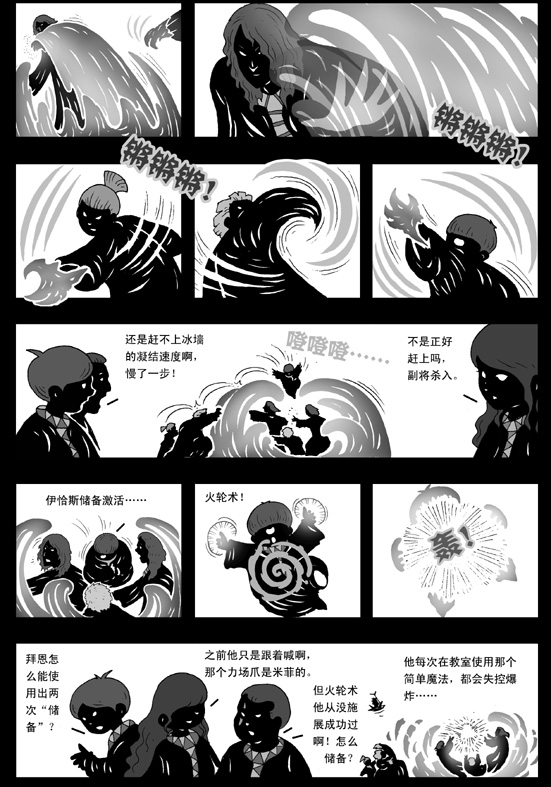 锵锵锵！
锵锵锵！
还是赶不上冰墙
的凝结速度啊，
慢了一步！
噔噔噔……
不是正好
赶上吗，
副将杀入。
伊恰斯储备激活……
火轮术！
轰！
拜恩怎
么能使
用出两
次“储
备”？
之前他只是跟着喊啊，
那个力场爪是米菲的。
但火轮术
他从没施
展成功过
啊！怎么
储备？
他每次在教室使用那个
简单魔法，都会失控爆
炸……